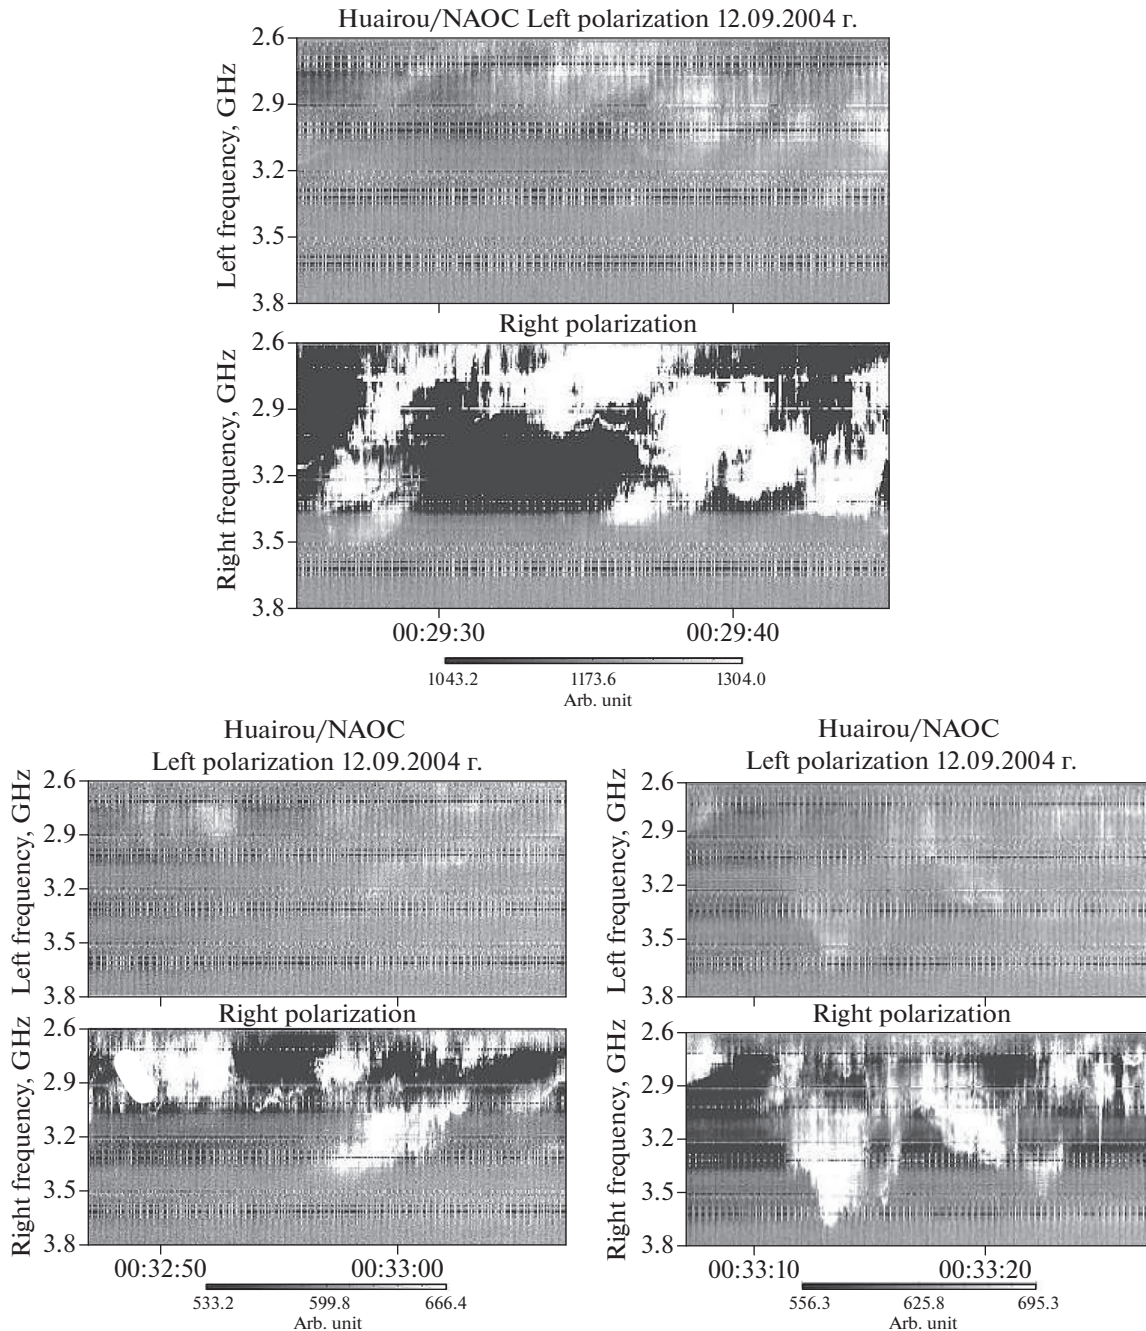 Huairou/NAOC Left polarization 12.09.2004 г.
Left frequency, GHz
2.6
2.9
3.2
3.5
3.8
Right polarization
Right frequency, GHz
2.6
2.9
3.2
3.5
3.8
00:29:30 00:29:40
1043.2 1173.6 1304.0
Arb. unit
Huairou/NAOC
Left polarization 12.09.2004 г.
Left frequency, GHz
2.6
2.9
3.2
3.5
3.8
Right polarization
Right frequency, GHz
2.6
2.9
3.2
3.5
3.8
00:32:50 00:33:00
533.2 599.8 666.4
Arb. unit
Huairou/NAOC
Left polarization 12.09.2004 г.
Left frequency, GHz
2.6
2.9
3.2
3.5
3.8
Right polarization
Right frequency, GHz
2.6
2.9
3.2
3.5
3.8
00:33:10 00:33:20
556.3 625.8 695.3
Arb. unit